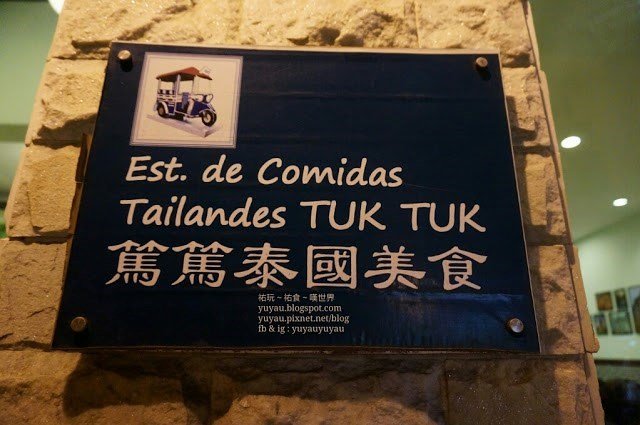 Est. de Comidas
Tailandes TUK TUK
篤篤泰國美食
祐玩 ~ 祐食 ~ 嘆世界
yuyau.blogspot.com
yuyau.pixnet.net/blog
fb & ig : yuyauyuyau